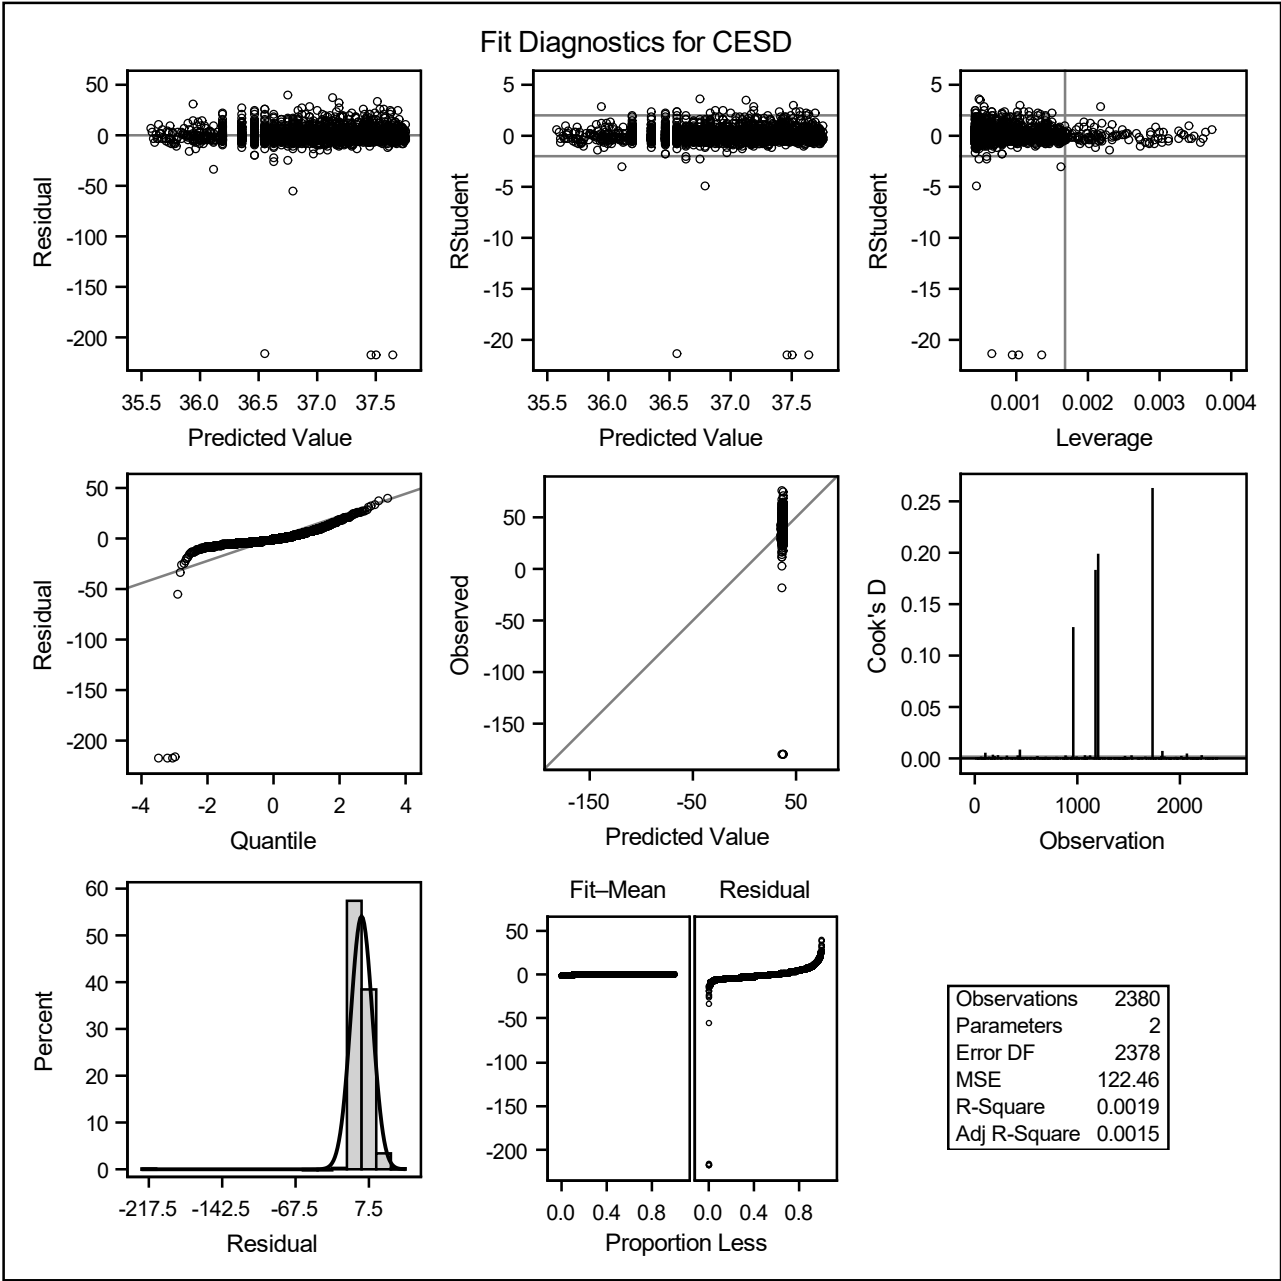 Fit Diagnostics for CESD
50
0
-50
-100
-150
-200
Residual
35.5 36.0 36.5 37.0 37.5
Predicted Value
5
0
-5
-10
-15
-20
RStudent
35.5 36.0 36.5 37.0 37.5
Predicted Value
5
0
-5
-10
-15
-20
RStudent
0.001 0.002 0.003 0.004
Leverage
50
0
-50
-100
-150
-200
Residual
-4 -2 0 2 4
Quantile
50
0
-50
-100
-150
Observed
-150 -50 50
Predicted Value
0.25
0.20
0.15
0.10
0.05
0.00
Cook's D
0 1000 2000
Observation
60
50
40
30
20
10
0
Percent
-217.5 -142.5 -67.5 7.5
Residual
Fit–Mean Residual
50
0
-50
-100
-150
-200
0.0 0.4 0.8 0.0 0.4 0.8
Proportion Less
Observations 2380
Parameters 2
Error DF 2378
MSE 122.46
R-Square 0.0019
Adj R-Square 0.0015